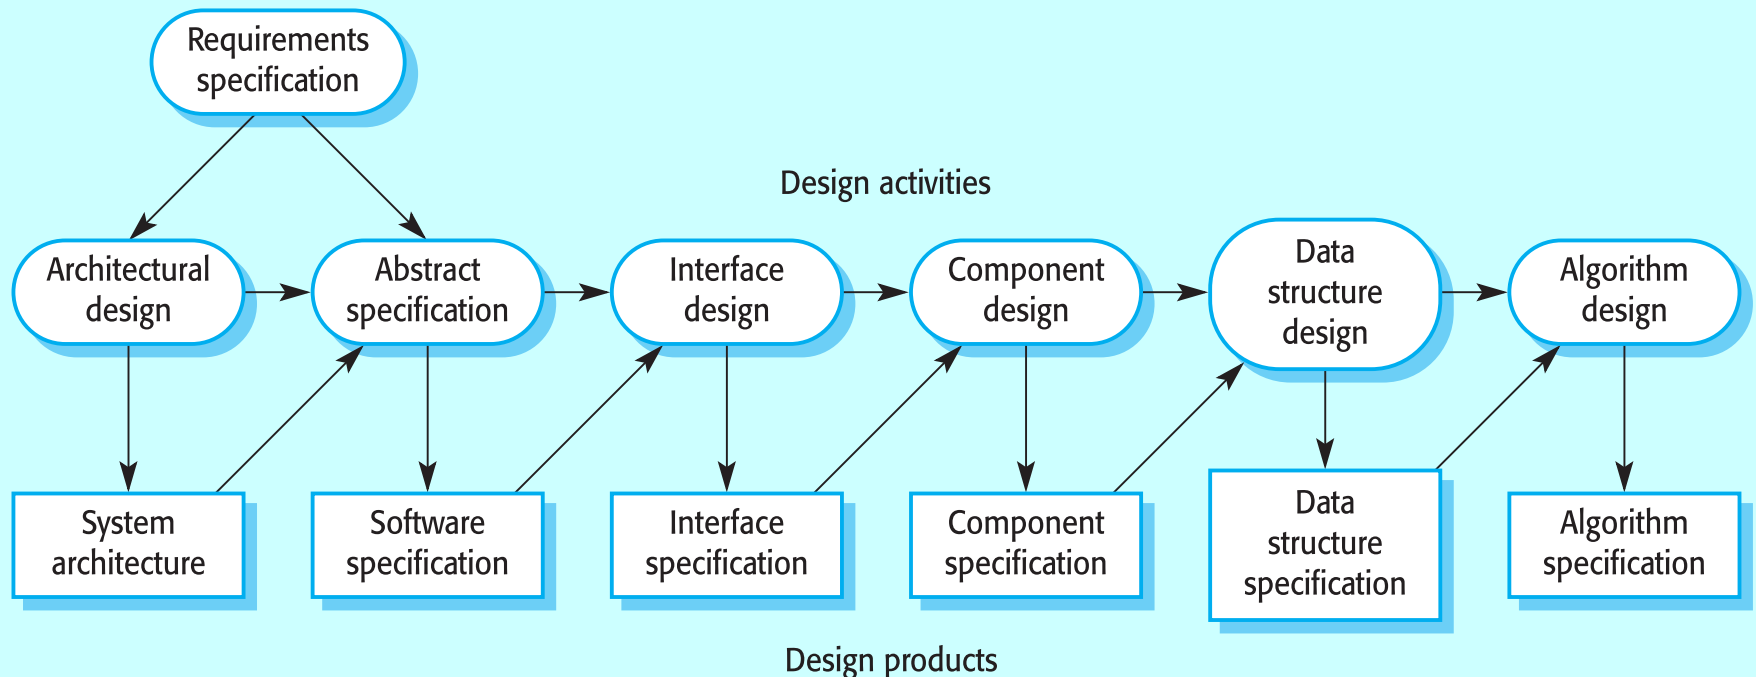 Requirements
specification
Design activities
Architectural
design
Abstract
specification
Interface
design
Component
design
Data
structure
design
Algorithm
design
System
architecture
Software
specification
Interface
specification
Component
specification
Data
structure
specification
Algorithm
specification
Design products